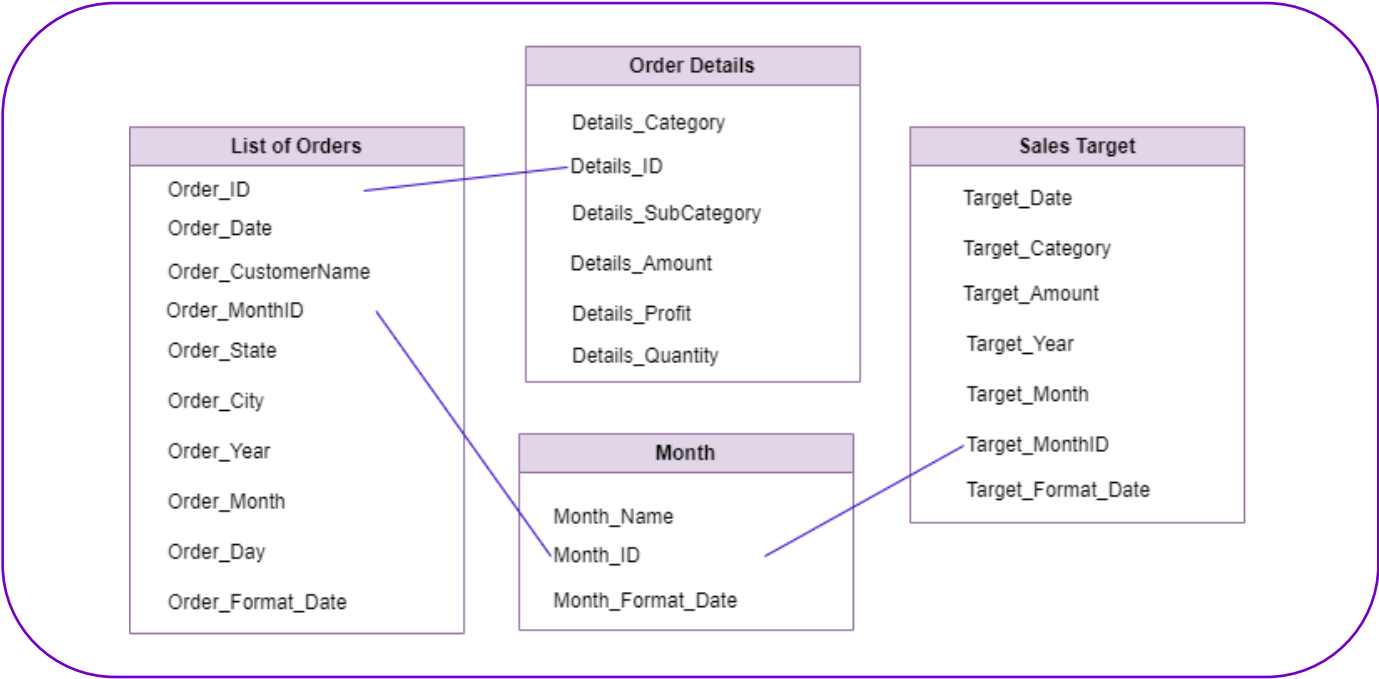 List of Orders
Order_ID
Order_Date
Order_CustomerName
Order_MonthID
Order_State
Order_City
Order_Year
Order_Month
Order_Day
Order_Format_Date
Order Details
Details_Category
Details_ID
Details_SubCategory
Details_Amount
Details_Profit
Details_Quantity
Month
Month_Name
Month_ID
Month_Format_Date
Sales Target
Target_Date
Target_Category
Target_Amount
Target_Year
Target_Month
Target_MonthID
Target_Format_Date